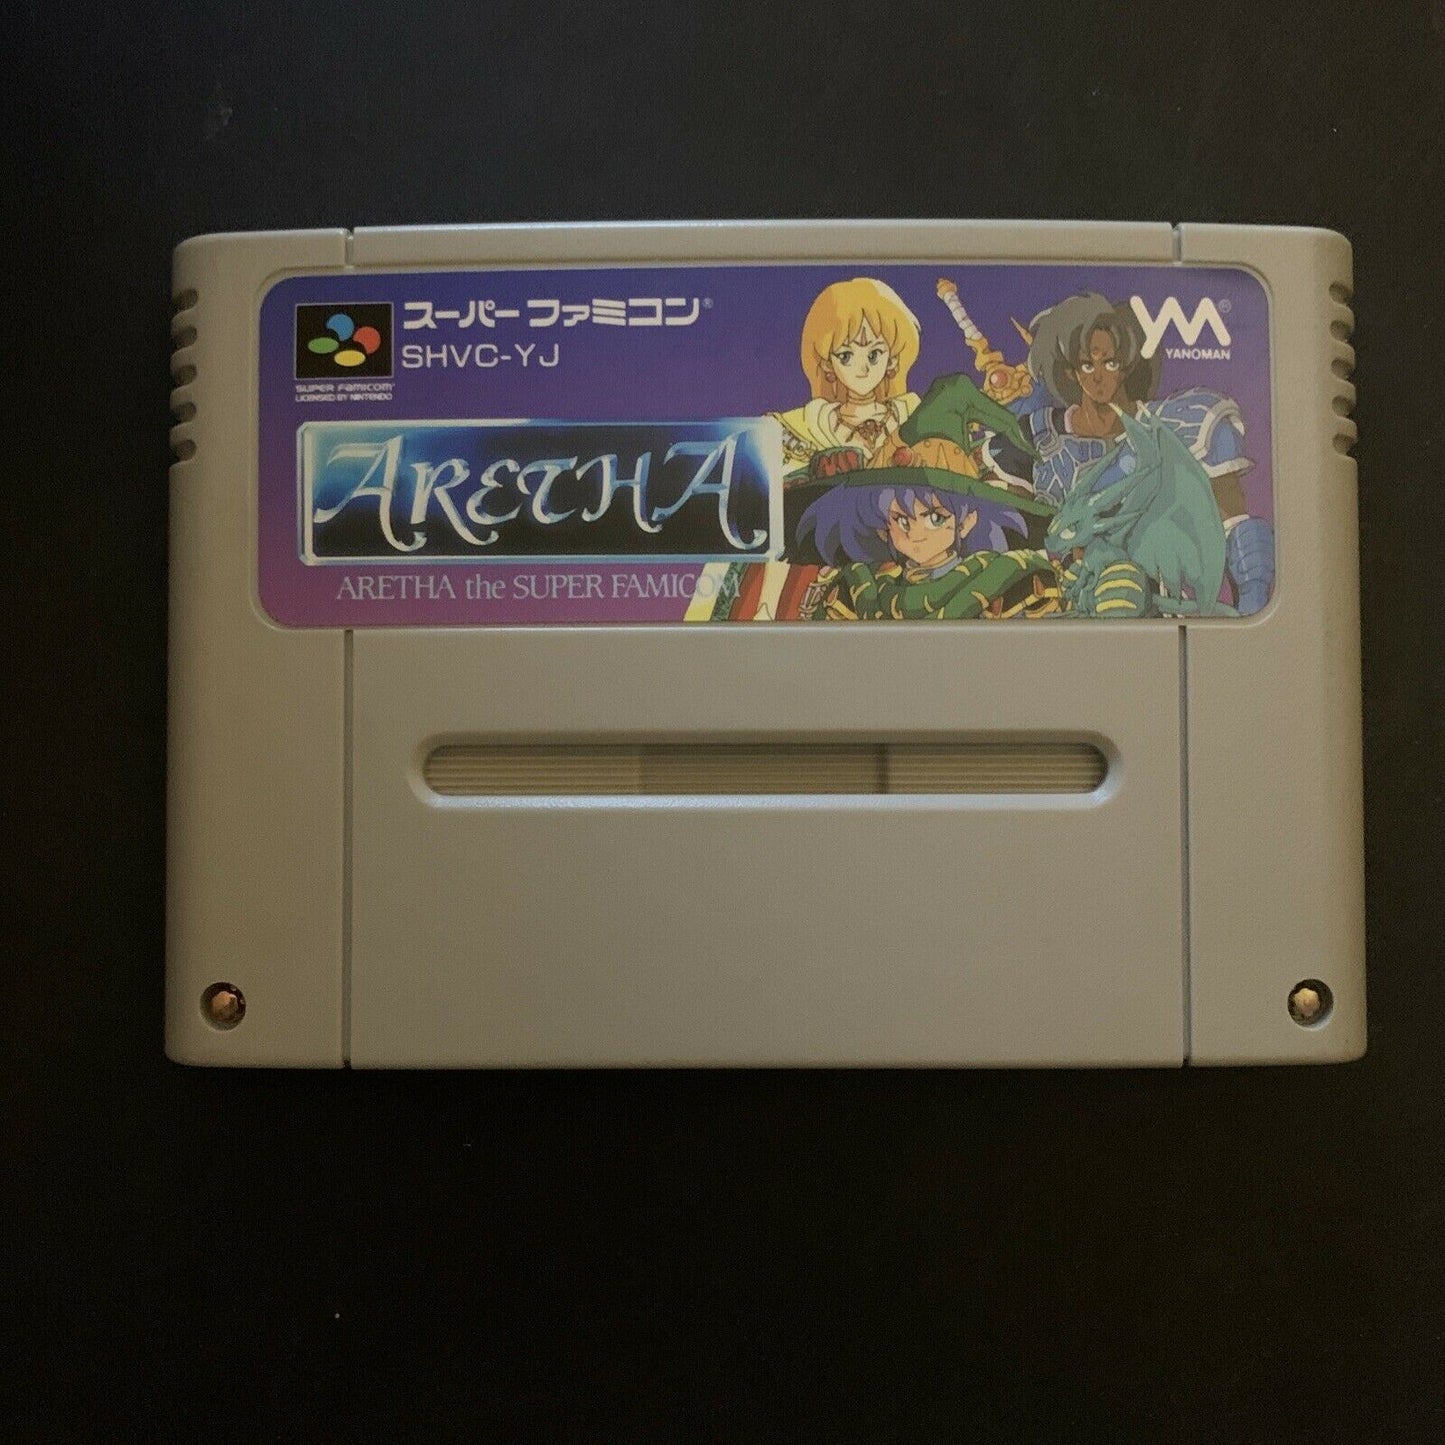 スーパーファミコン®
SHVC-YJ
SUPER FAMICOM®
LICENSED BY NINTENDO
YM®
YANOMAN
ARETHA
ARETHA the SUPER FAMICOM